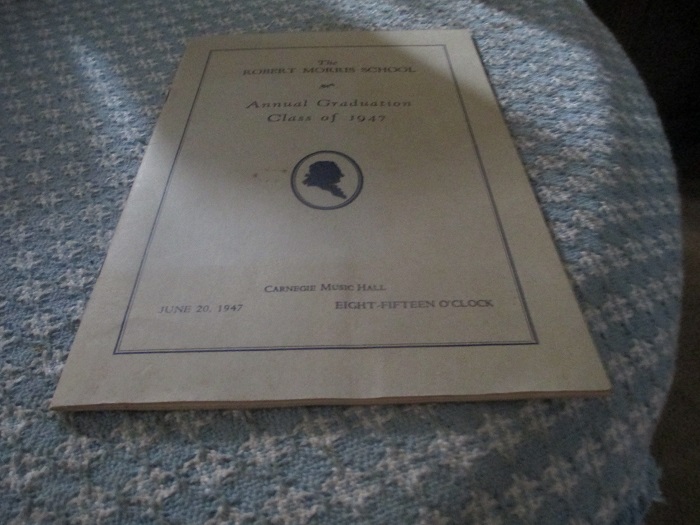 The
ROBERT MORRIS SCHOOL
Annual Graduation
Class of 1947
CARNEGIE MUSIC HALL
JUNE 20, 1947 EIGHT-FIFTEEN O'CLOCK